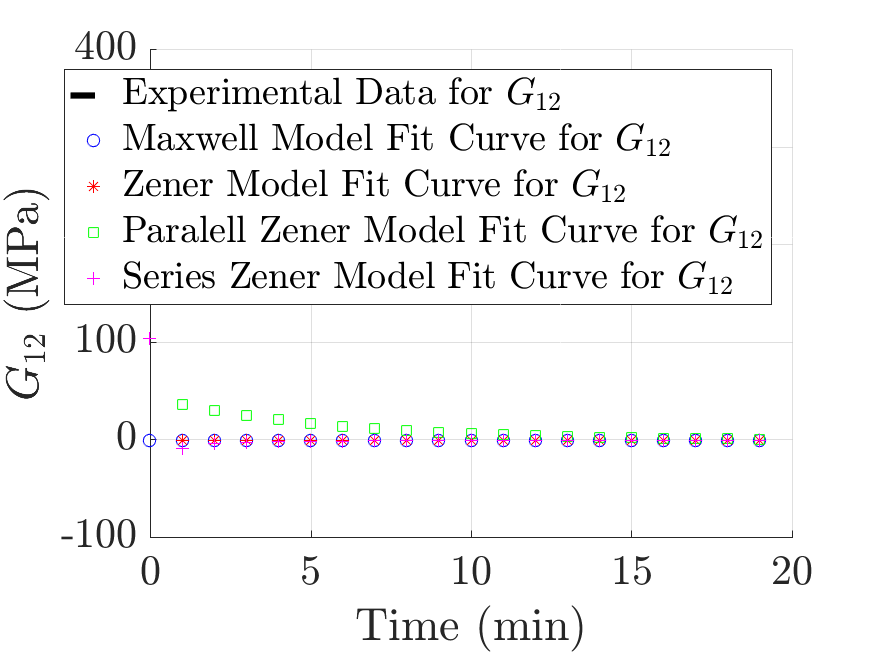 400
Experimental Data for G12
Maxwell Model Fit Curve for G12
Zener Model Fit Curve for G12
Paralell Zener Model Fit Curve for G12
Series Zener Model Fit Curve for G12
100
0
-100
G12 (MPa)
0 5 10 15 20
Time (min)